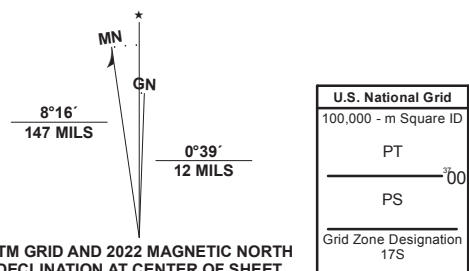 ★
MN
GN
8°16´
147 MILS
0°39´
12 MILS
TM GRID AND 2022 MAGNETIC NORTH
DECLINATION AT CENTER OF SHEET
U.S. National Grid
100,000 - m Square ID
PT
³⁷00
PS
Grid Zone Designation
17S